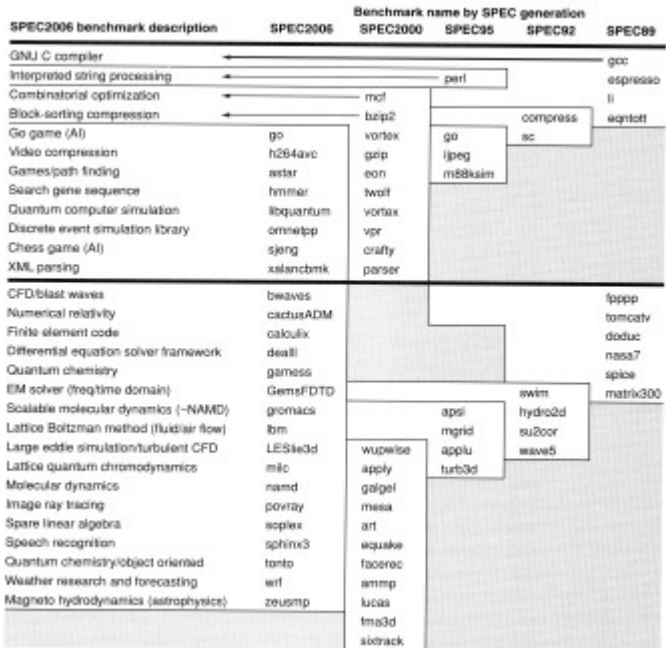 Benchmark name by SPEC generation
SPEC2006 benchmark description SPEC2006 SPEC2000 SPEC95 SPEC92 SPEC89
GNU C compiler gcc
Interpreted string processing perl espresso
Combinatorial optimization mcf li
Block-sorting compression bzip2 compress eqntott
Go game (AI) go vortex go sc
Video compression h264avc gzip ijpeg
Games/path finding astar eon m88ksim
Search gene sequence hmmer twolf
Quantum computer simulation libquantum vortex
Discrete event simulation library omnetpp vpr
Chess game (AI) sjeng crafty
XML parsing xalancbmk parser
CFD/blast waves bwaves fpppp
Numerical relativity cactusADM tomcatv
Finite element code calculix doduc
Differential equation solver framework dealll nasa7
Quantum chemistry gamess spice
EM solver (freq/time domain) GemsFDTD swim matrix300
Scalable molecular dynamics (~NAMD) gromacs apsi hydro2d
Lattice Boltzman method (fluid/air flow) lbm mgrid su2cor
Large eddie simulation/turbulent CFD LESlie3d wupwise applu wave5
Lattice quantum chromodynamics milc apply turb3d
Molecular dynamics namd galgel
Image ray tracing povray mesa
Spare linear algebra soplex art
Speech recognition sphinx3 equake
Quantum chemistry/object oriented tonto facerec
Weather research and forecasting wrf ammp
Magneto hydrodynamics (astrophysics) zeusmp lucas
fma3d
sixtrack